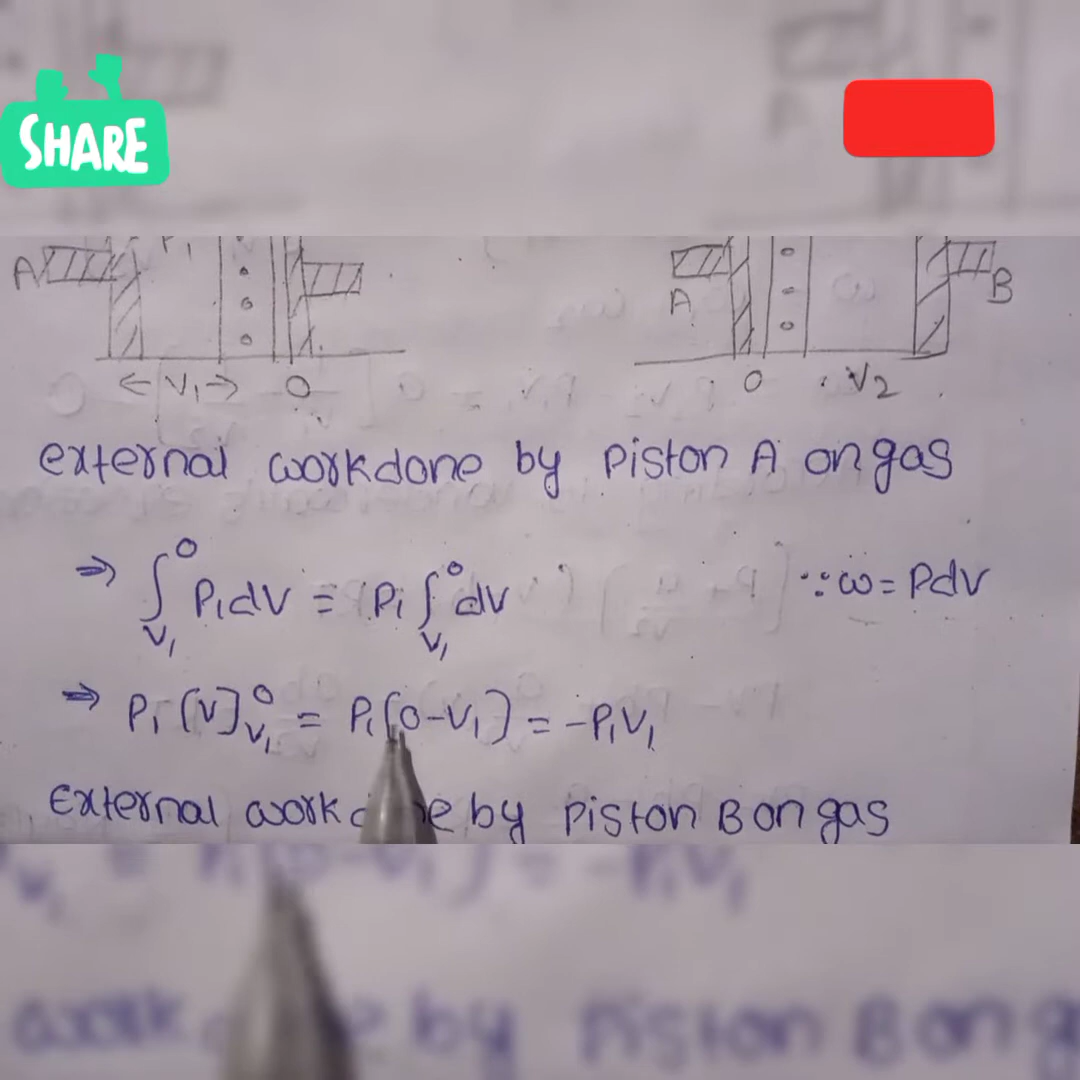 SHARE
P₁
A
A
B
← V₁ → 0
0 V₂
external workdone by Piston A on gas
⇒ ∫_{V₁}^{0} P₁dV = P₁ ∫_{V₁}^{0} dV ∵ ω = PdV
⇒ P₁[V]_{V₁}^{0} = P₁[0-V₁] = -P₁V₁
External work e by Piston B on gas